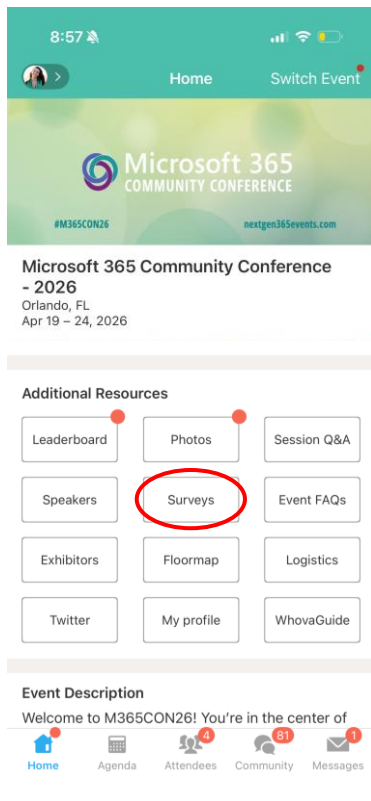 8:57
Home
Switch Event
Microsoft 365
COMMUNITY CONFERENCE
#M365CON26
nextgen365events.com
Microsoft 365 Community Conference
- 2026
Orlando, FL
Apr 19 – 24, 2026
Additional Resources
Leaderboard
Photos
Session Q&A
Speakers
Surveys
Event FAQs
Exhibitors
Floormap
Logistics
Twitter
My profile
WhovaGuide
Event Description
Welcome to M365CON26! You're in the center of
4
81
1
Home
Agenda
Attendees
Community
Messages